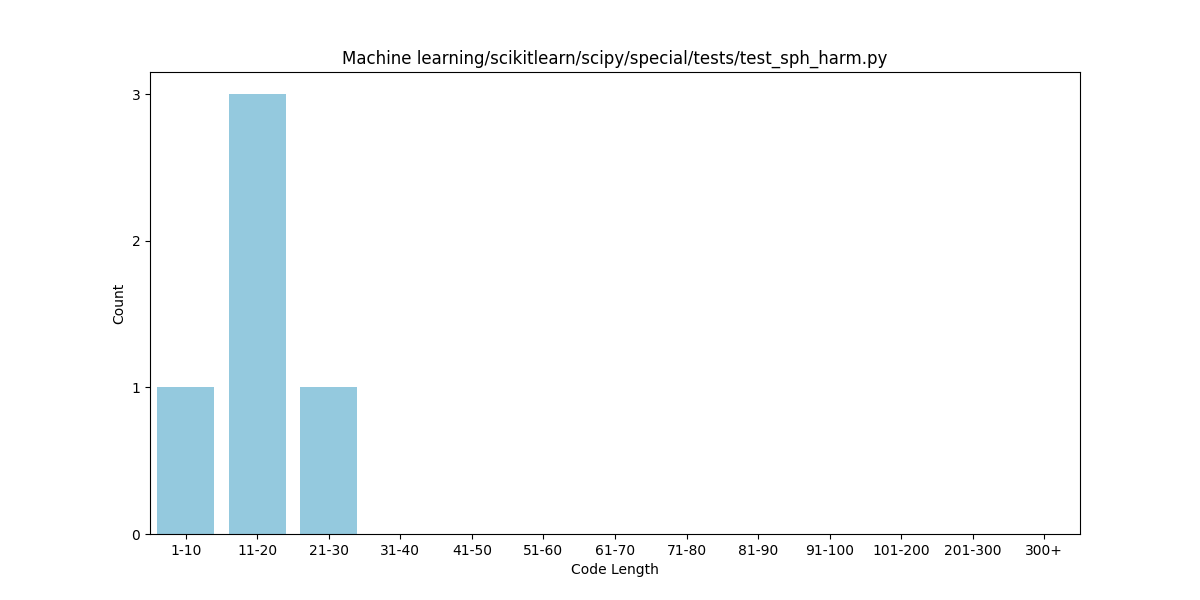 Machine learning/scikitlearn/scipy/special/tests/test_sph_harm.py
3
2
1
0
Count
1-10 11-20 21-30 31-40 41-50 51-60 61-70 71-80 81-90 91-100 101-200 201-300 300+
Code Length